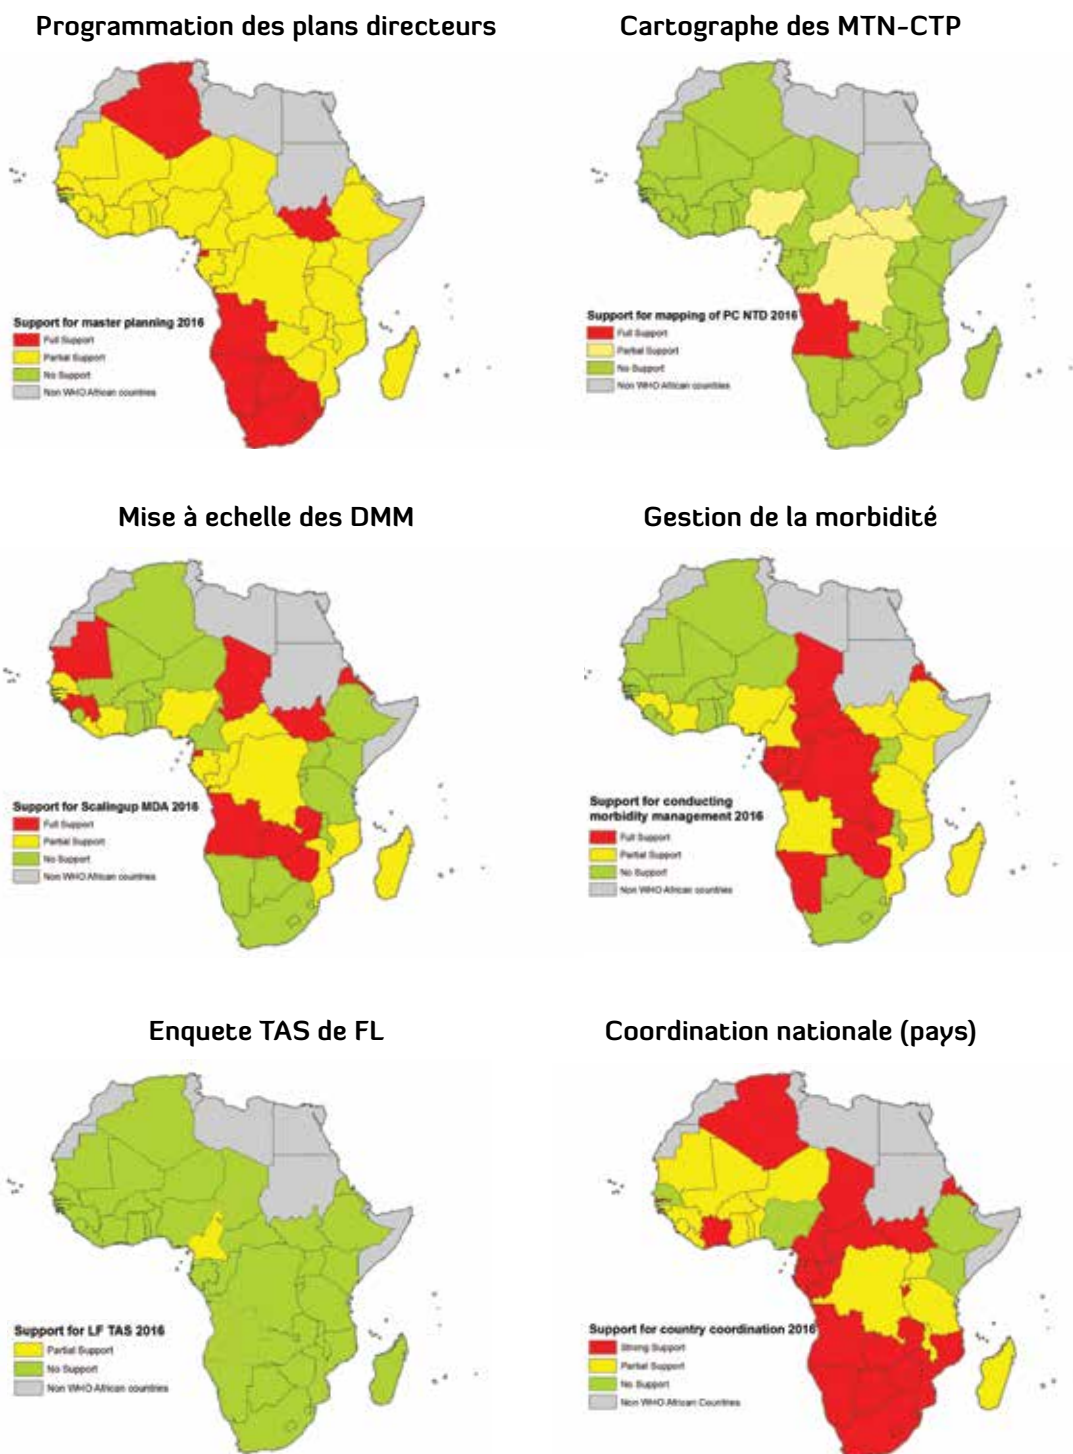 Programmation des plans directeurs
Cartographe des MTN-CTP
Support for master planning 2016
Full Support
Partial Support
No Support
Non WHO African countries
Support for mapping of PC NTD 2016
Full Support
Partial Support
No Support
Non WHO African countries
Mise à echelle des DMM
Gestion de la morbidité
Support for Scalingup MDA 2016
Full Support
Partial Support
No Support
Non WHO African countries
Support for conducting
morbidity management 2016
Full Support
Partial Support
No Support
Non WHO African countries
Enquete TAS de FL
Coordination nationale (pays)
Support for LF TAS 2016
Partial Support
No Support
Non WHO African countries
Support for country coordination 2016
Strong Support
Partial Support
No Support
Non WHO African Countries